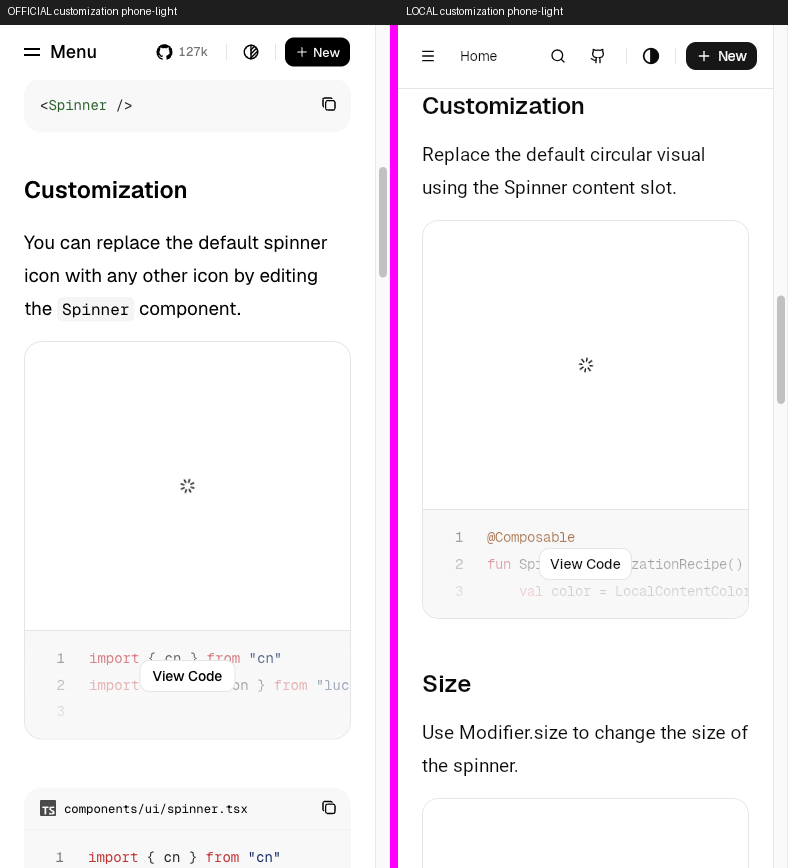 OFFICIAL customization phone-light
Menu
127k
New
<Spinner />
Customization
You can replace the default spinner
icon with any other icon by editing
the Spinner component.
1 import { cn } from "cn"
2 import on } from "luc
View Code
3
TS components/ui/spinner.tsx
1 import { cn } from "cn"
LOCAL customization phone-light
Home
New
Customization
Replace the default circular visual
using the Spinner content slot.
1 @Composable
2 fun Spi zationRecipe()
View Code
3 val color = LocalContentColor
Size
Use Modifier.size to change the size of
the spinner.